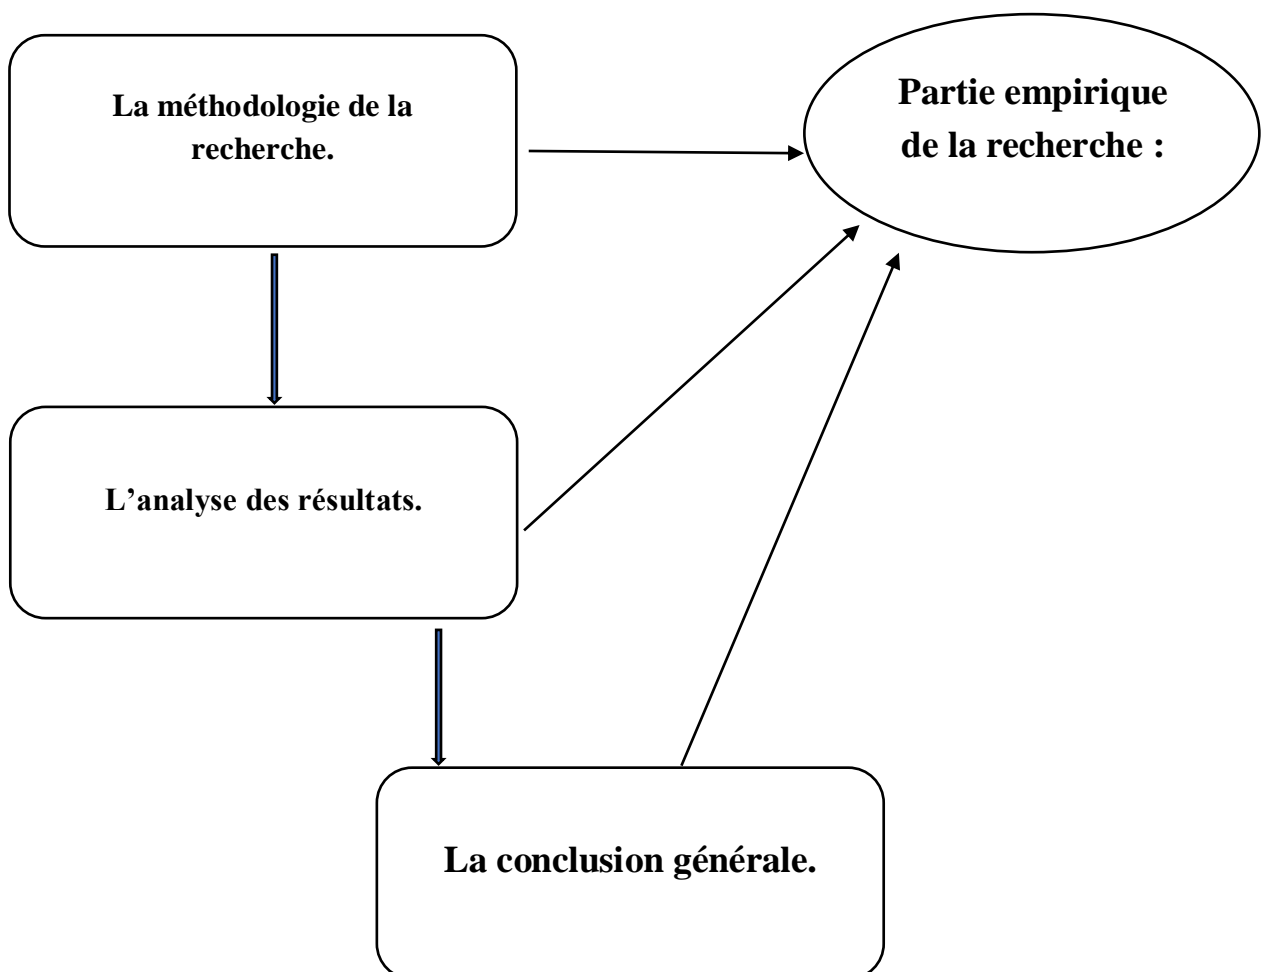 La méthodologie de la
recherche.
Partie empirique
de la recherche :
L’analyse des résultats.
La conclusion générale.